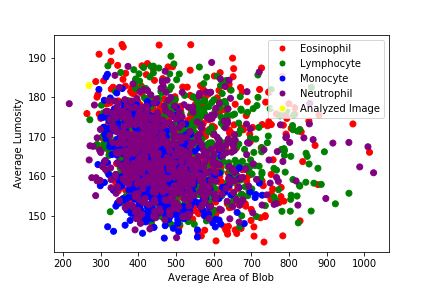 Eosinophil
Lymphocyte
Monocyte
Neutrophil
Analyzed Image
190
180
170
160
150
Average Lumosity
200 300 400 500 600 700 800 900 1000
Average Area of Blob